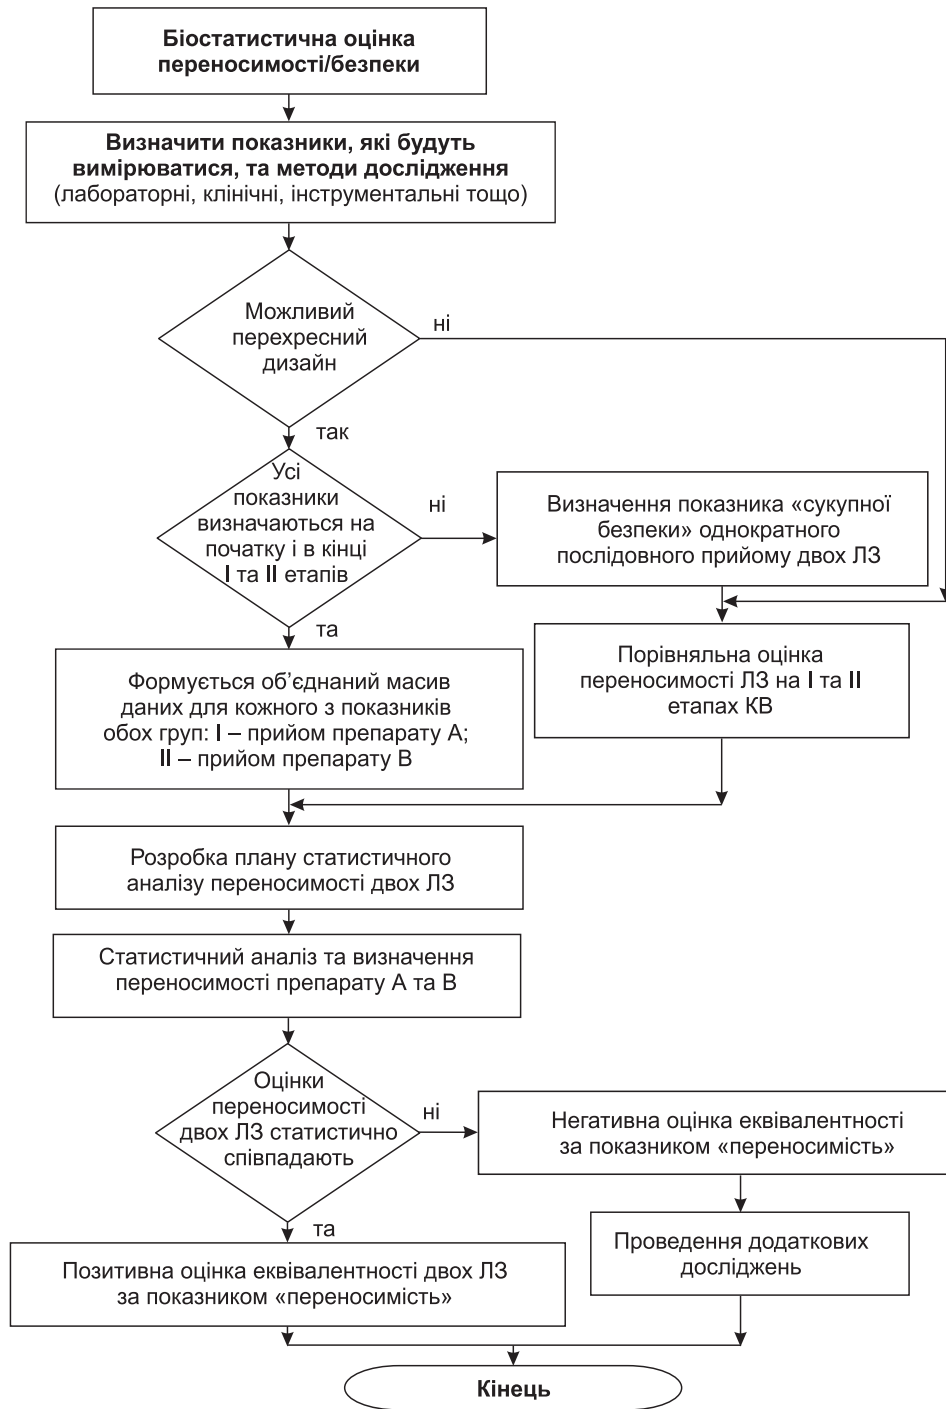 Біостатистична оцінка
переносимості/безпеки
Визначити показники, які будуть
вимірюватися, та методи дослідження
(лабораторні, клінічні, інструментальні тощо)
Можливий
перехресний
дизайн
ні
так
Усі
показники
визначаються на
початку і в кінці
I та II етапів
ні
Визначення показника «сукупної
безпеки» однократного
послідовного прийому двох ЛЗ
та
Формується об’єднаний масив
даних для кожного з показників
обох груп: I – прийом препарату А;
II – прийом препарату В
Порівняльна оцінка
переносимості ЛЗ на I та II
етапах КВ
Розробка плану статистичного
аналізу переносимості двох ЛЗ
Статистичний аналіз та визначення
переносимості препарату А та В
Оцінки
переносимості
двох ЛЗ статистично
співпадають
ні
Негативна оцінка еквівалентності
за показником «переносимість»
та
Позитивна оцінка еквівалентності двох ЛЗ
за показником «переносимість»
Проведення додаткових
досліджень
Кінець